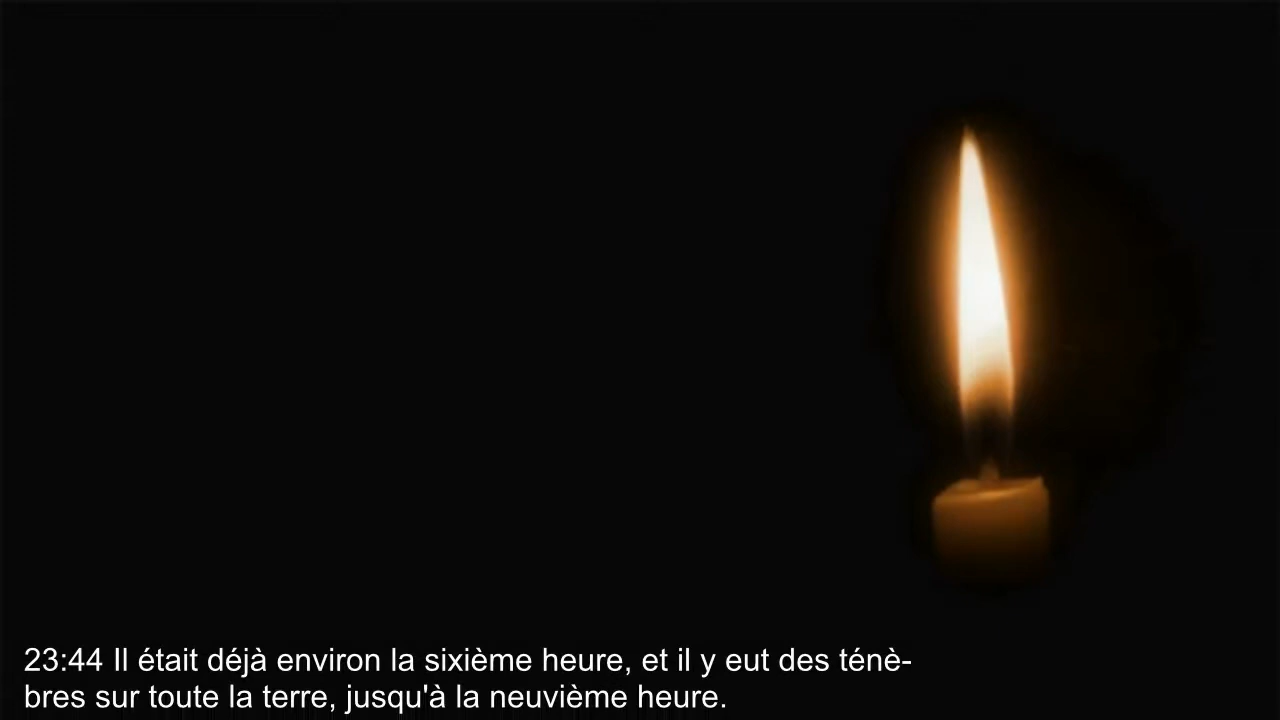 23:44 Il était déjà environ la sixième heure, et il y eut des ténè-
bres sur toute la terre, jusqu'à la neuvième heure.